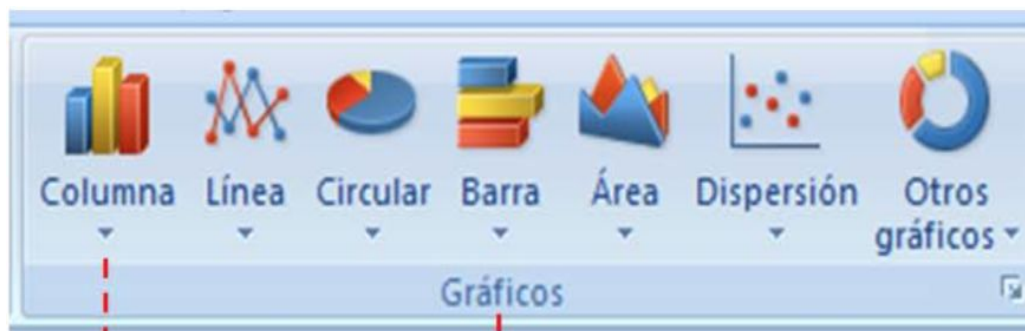 Columna Línea Circular Barra Área Dispersión Otros
gráficos
Gráficos